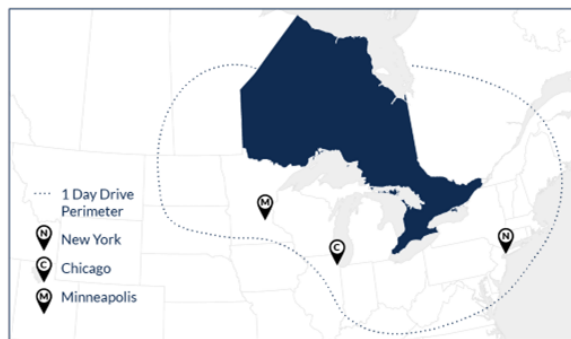 M
C
N
1 Day Drive
Perimeter
N
New York
C
Chicago
M
Minneapolis